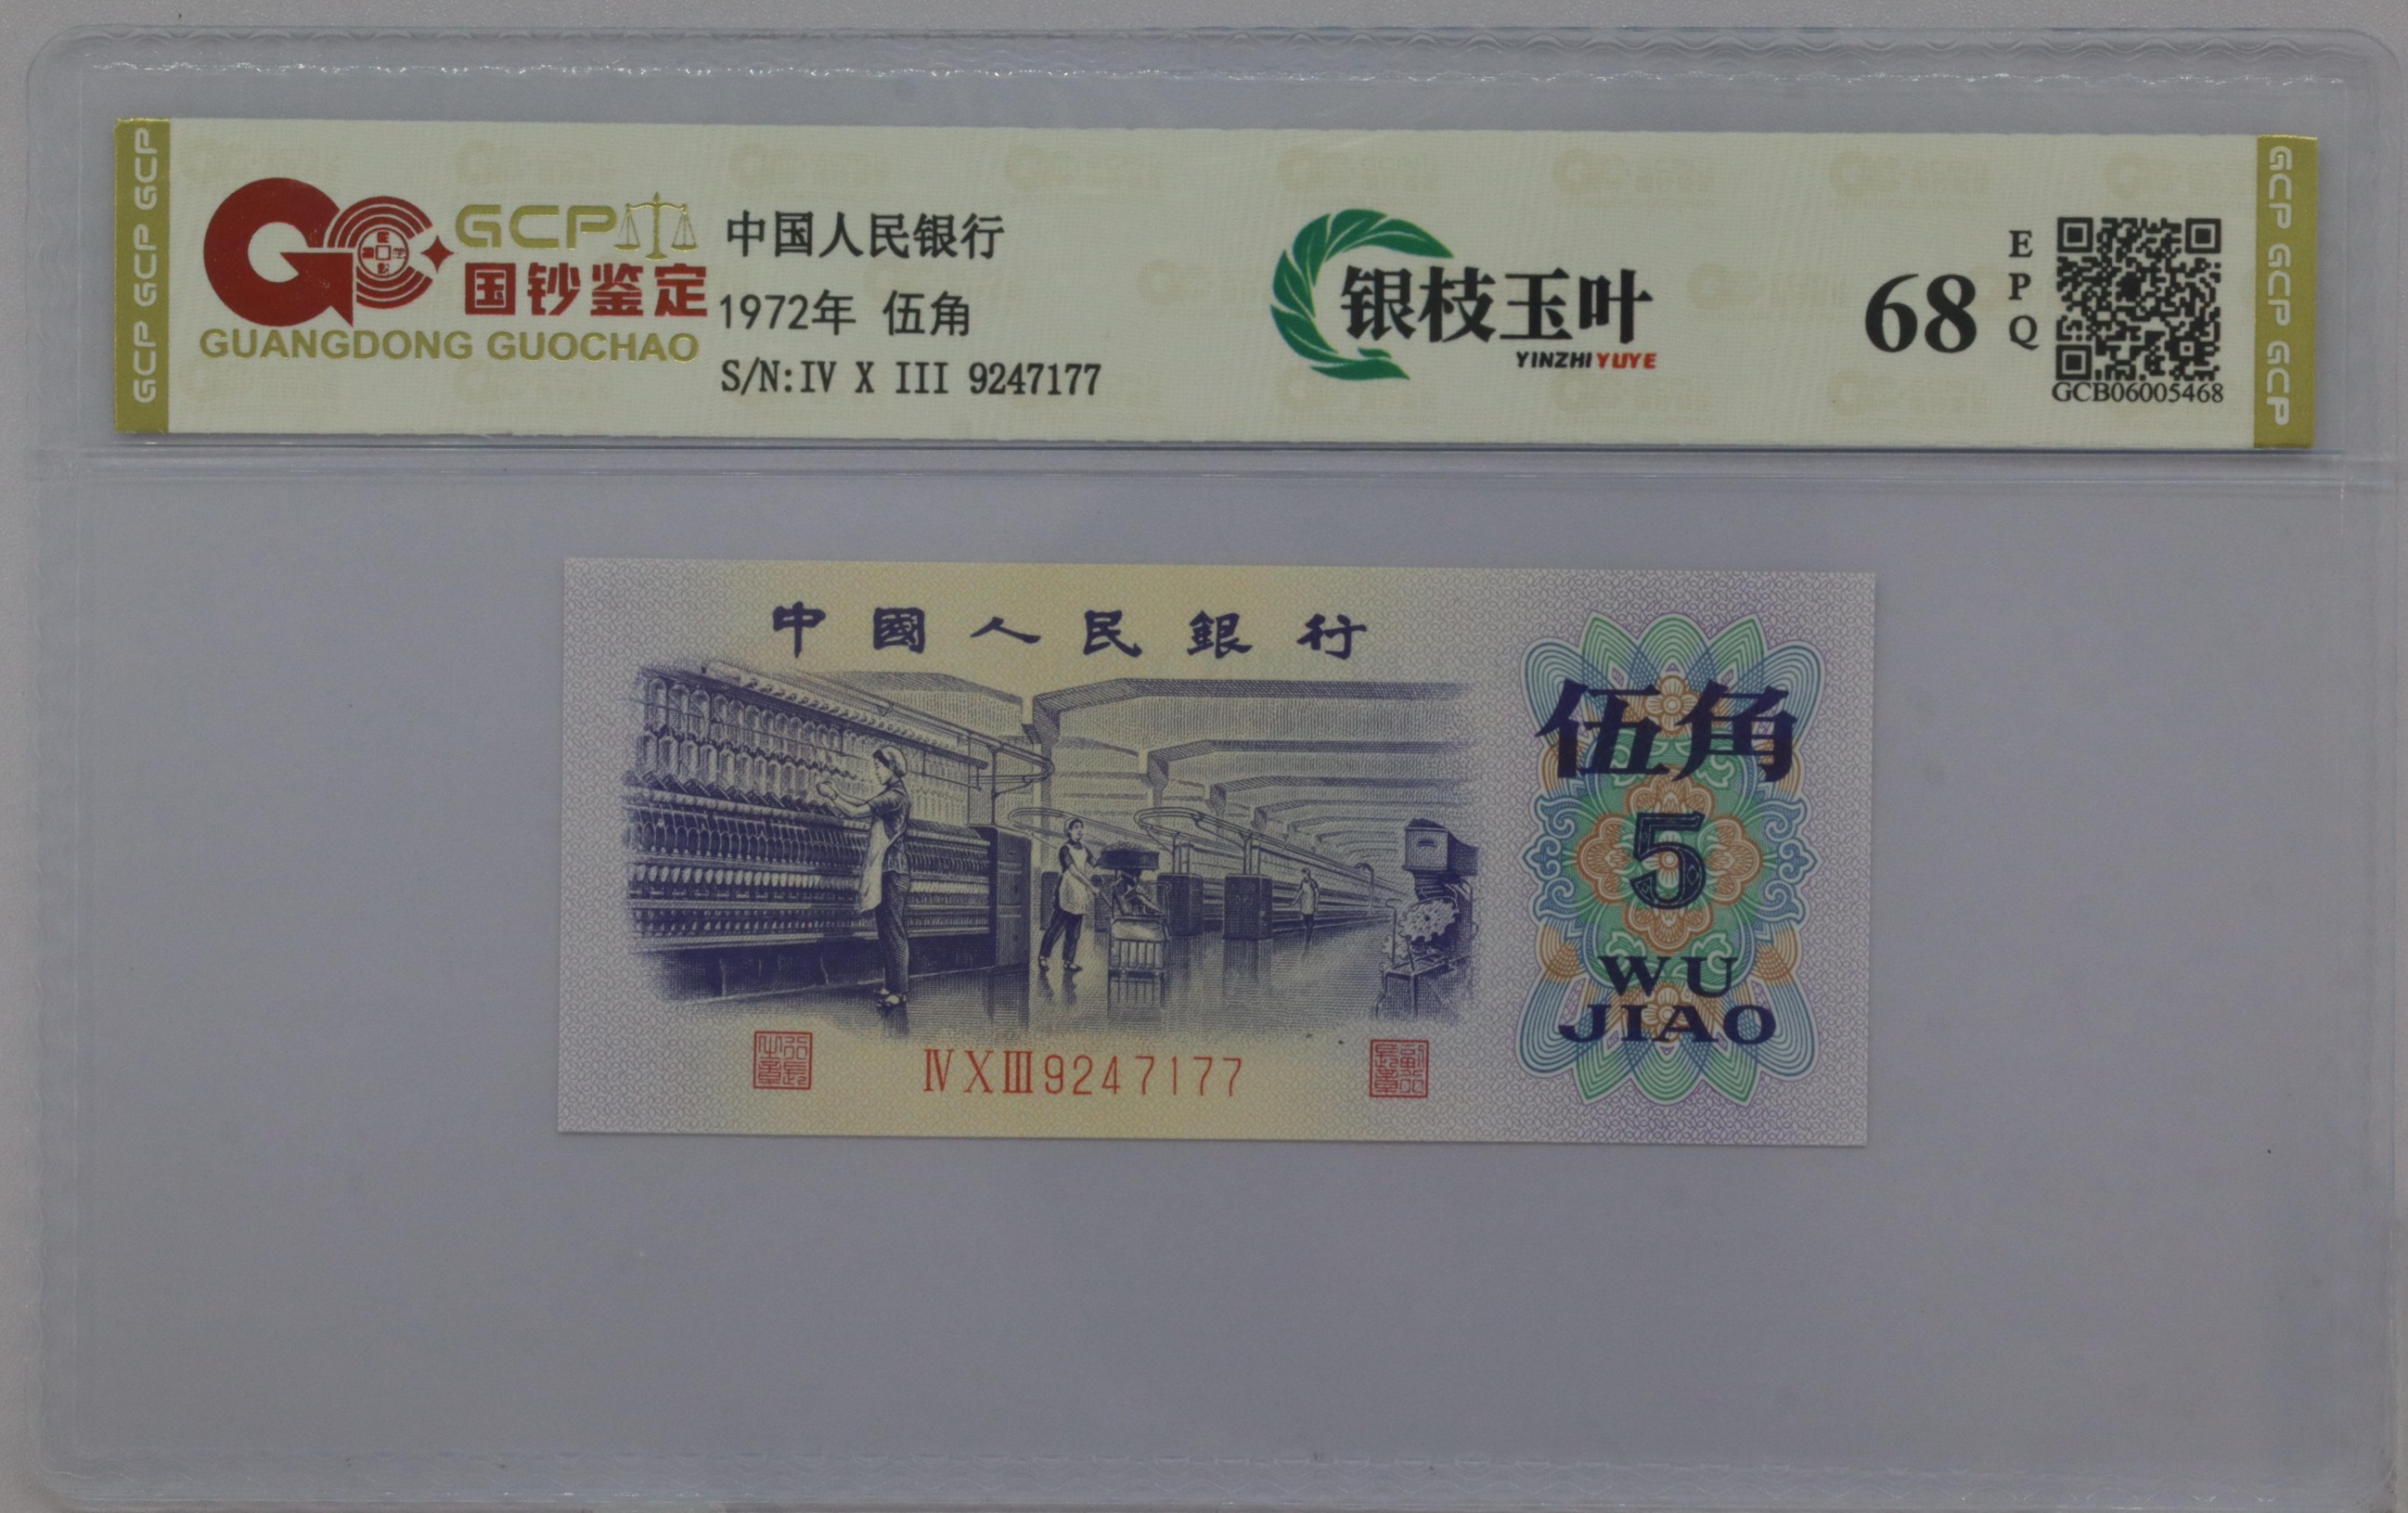 GCP GCP GCP
GCP
国钞鉴定
GUANGDONG GUOCHAO
中国人民银行
1972年 伍角
S/N:IV X III 9247177
银枝玉叶
YINZHIYUYE
68
EPQ
GCB06005468
GCP GCP GCP
中國人民銀行
伍角
5
WU
JIAO
ⅣⅩⅢ9247177